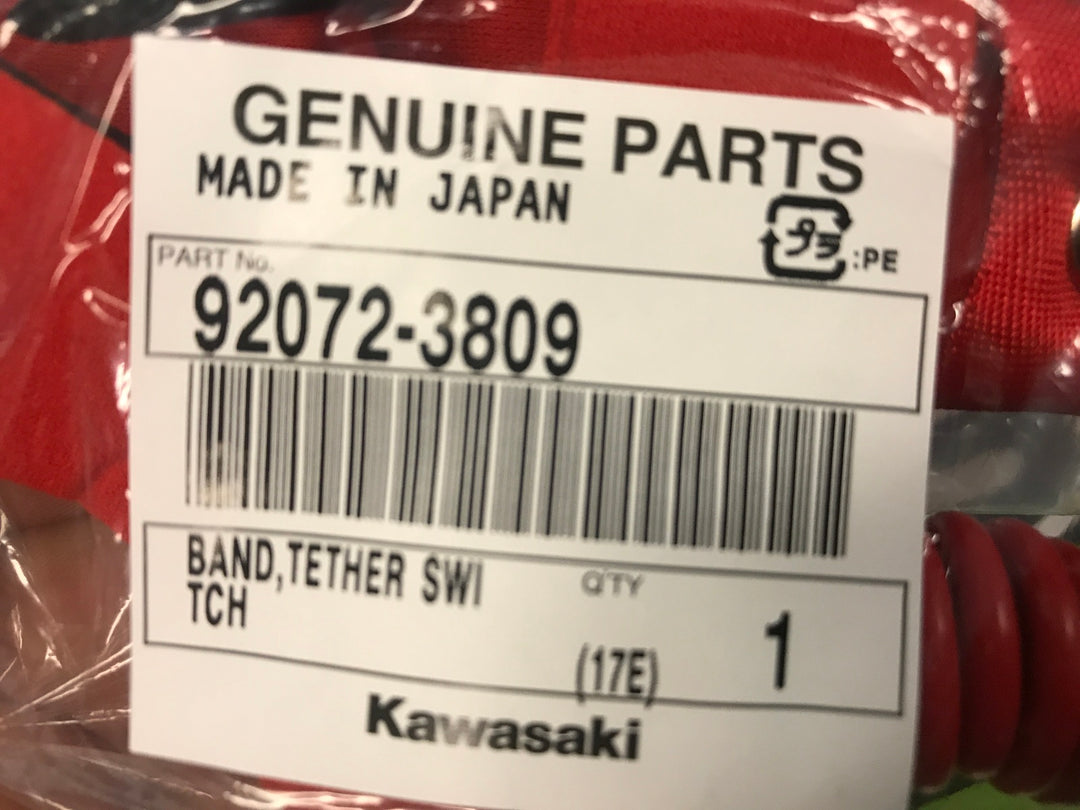 GENUINE PARTS
MADE IN JAPAN
プラ :PE
PART No.
92072-3809
BAND,TETHER SWI
TCH
Q'TY
1
(17E)
Kawasaki